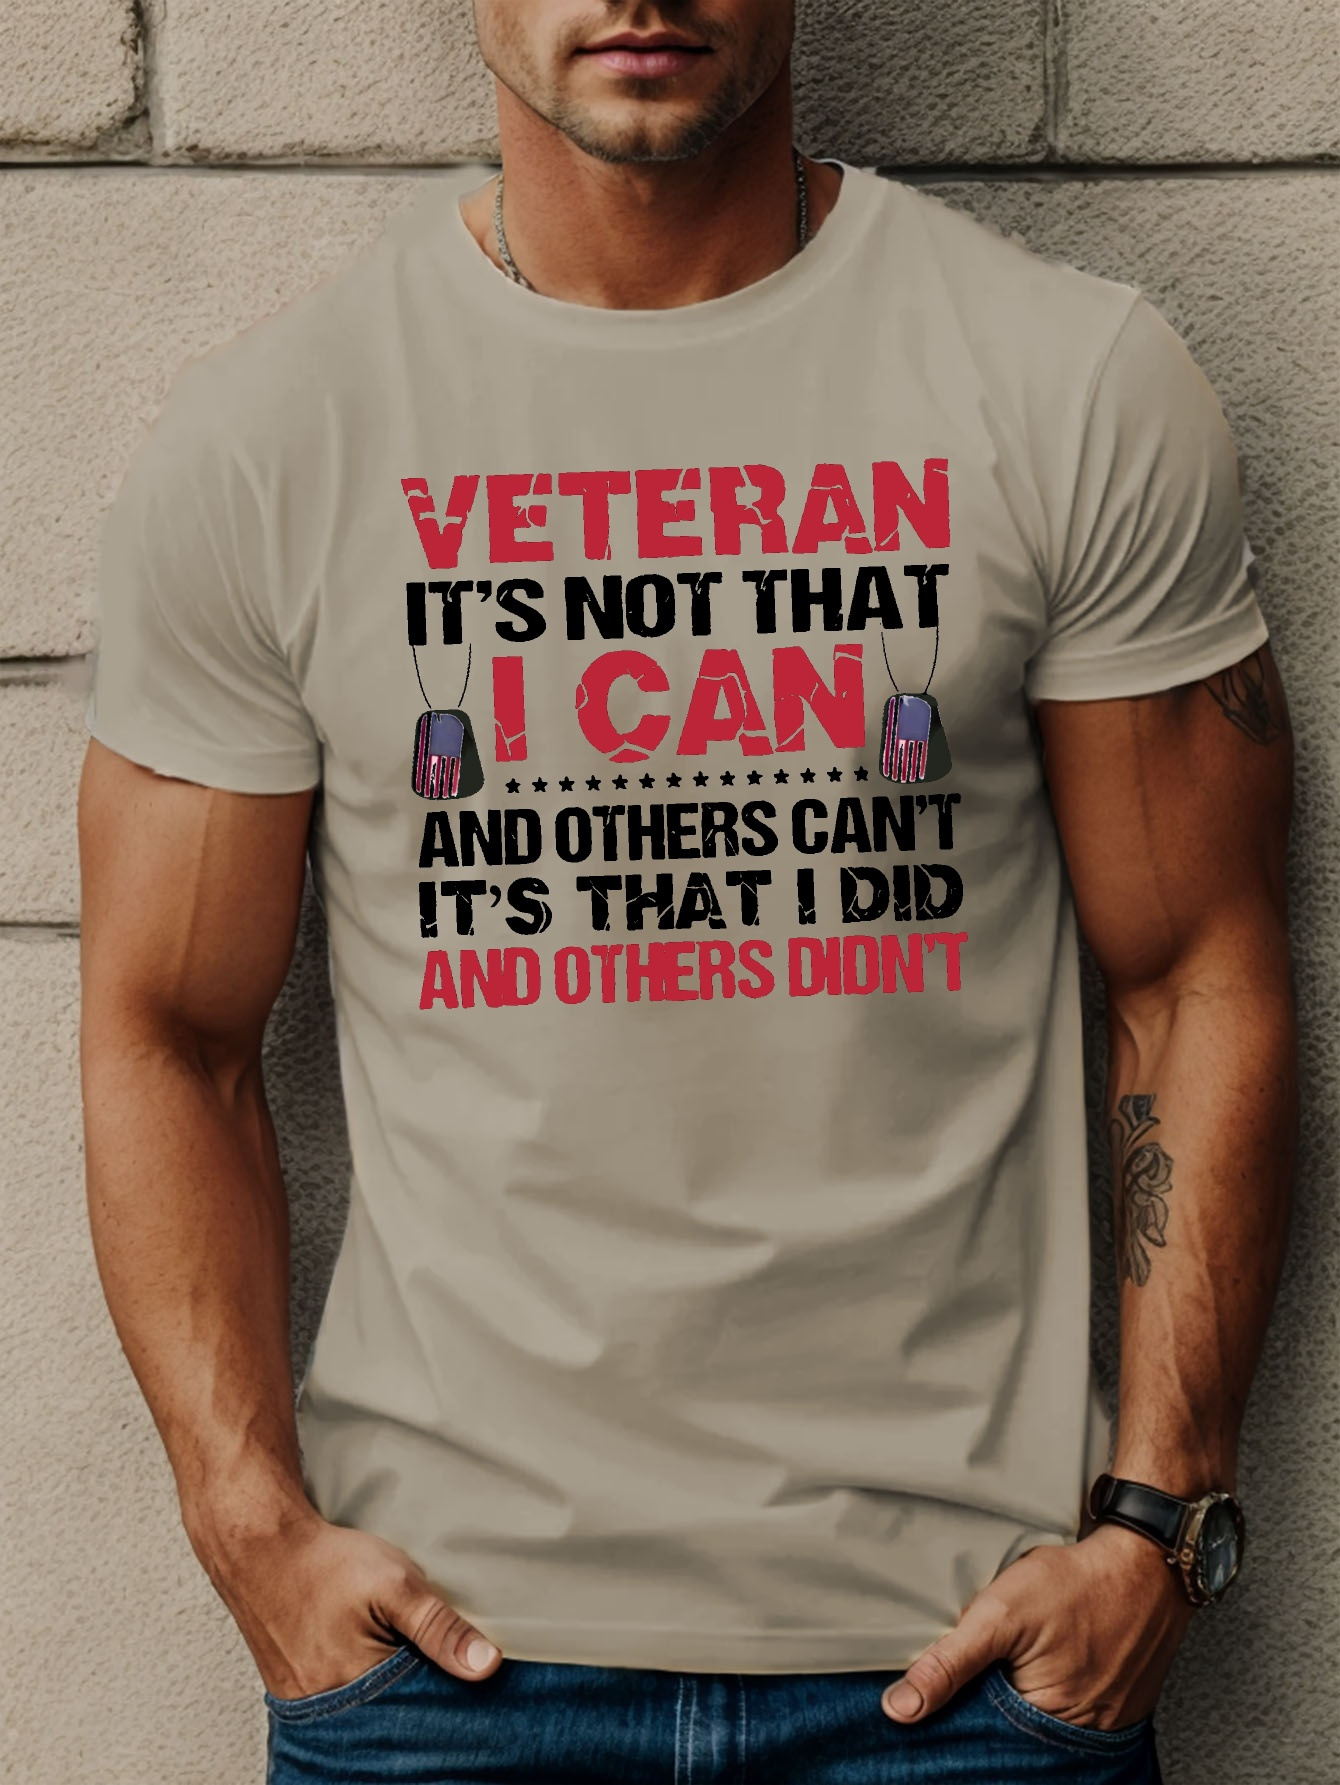 VETERAN
IT'S NOT THAT
I CAN
AND OTHERS CAN'T
IT'S THAT I DID
AND OTHERS DIDN'T